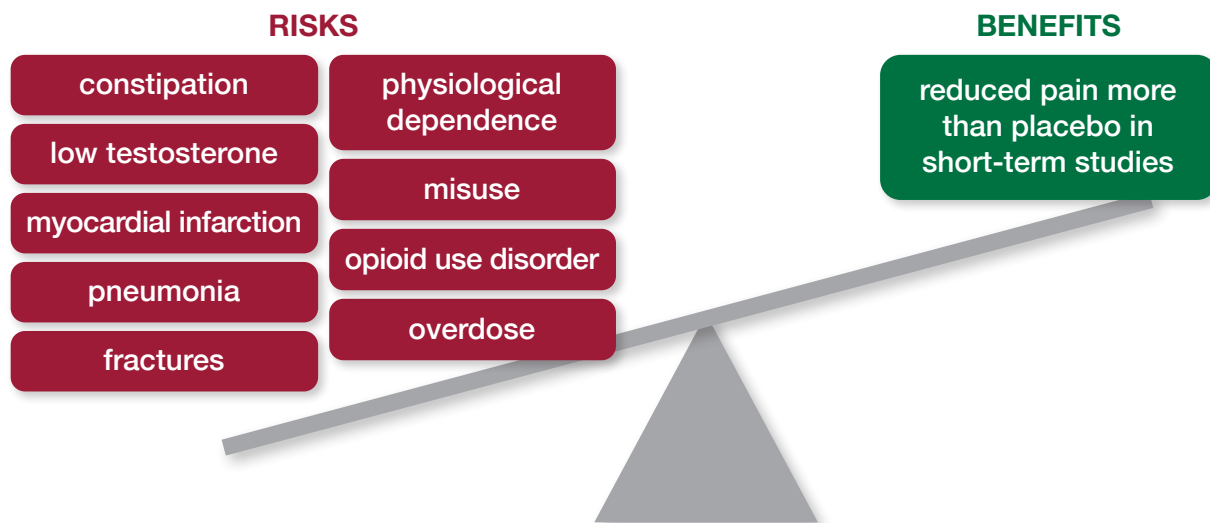 RISKS
constipation
low testosterone
myocardial infarction
pneumonia
fractures
physiological
dependence
misuse
opioid use disorder
overdose
BENEFITS
reduced pain more
than placebo in
short-term studies